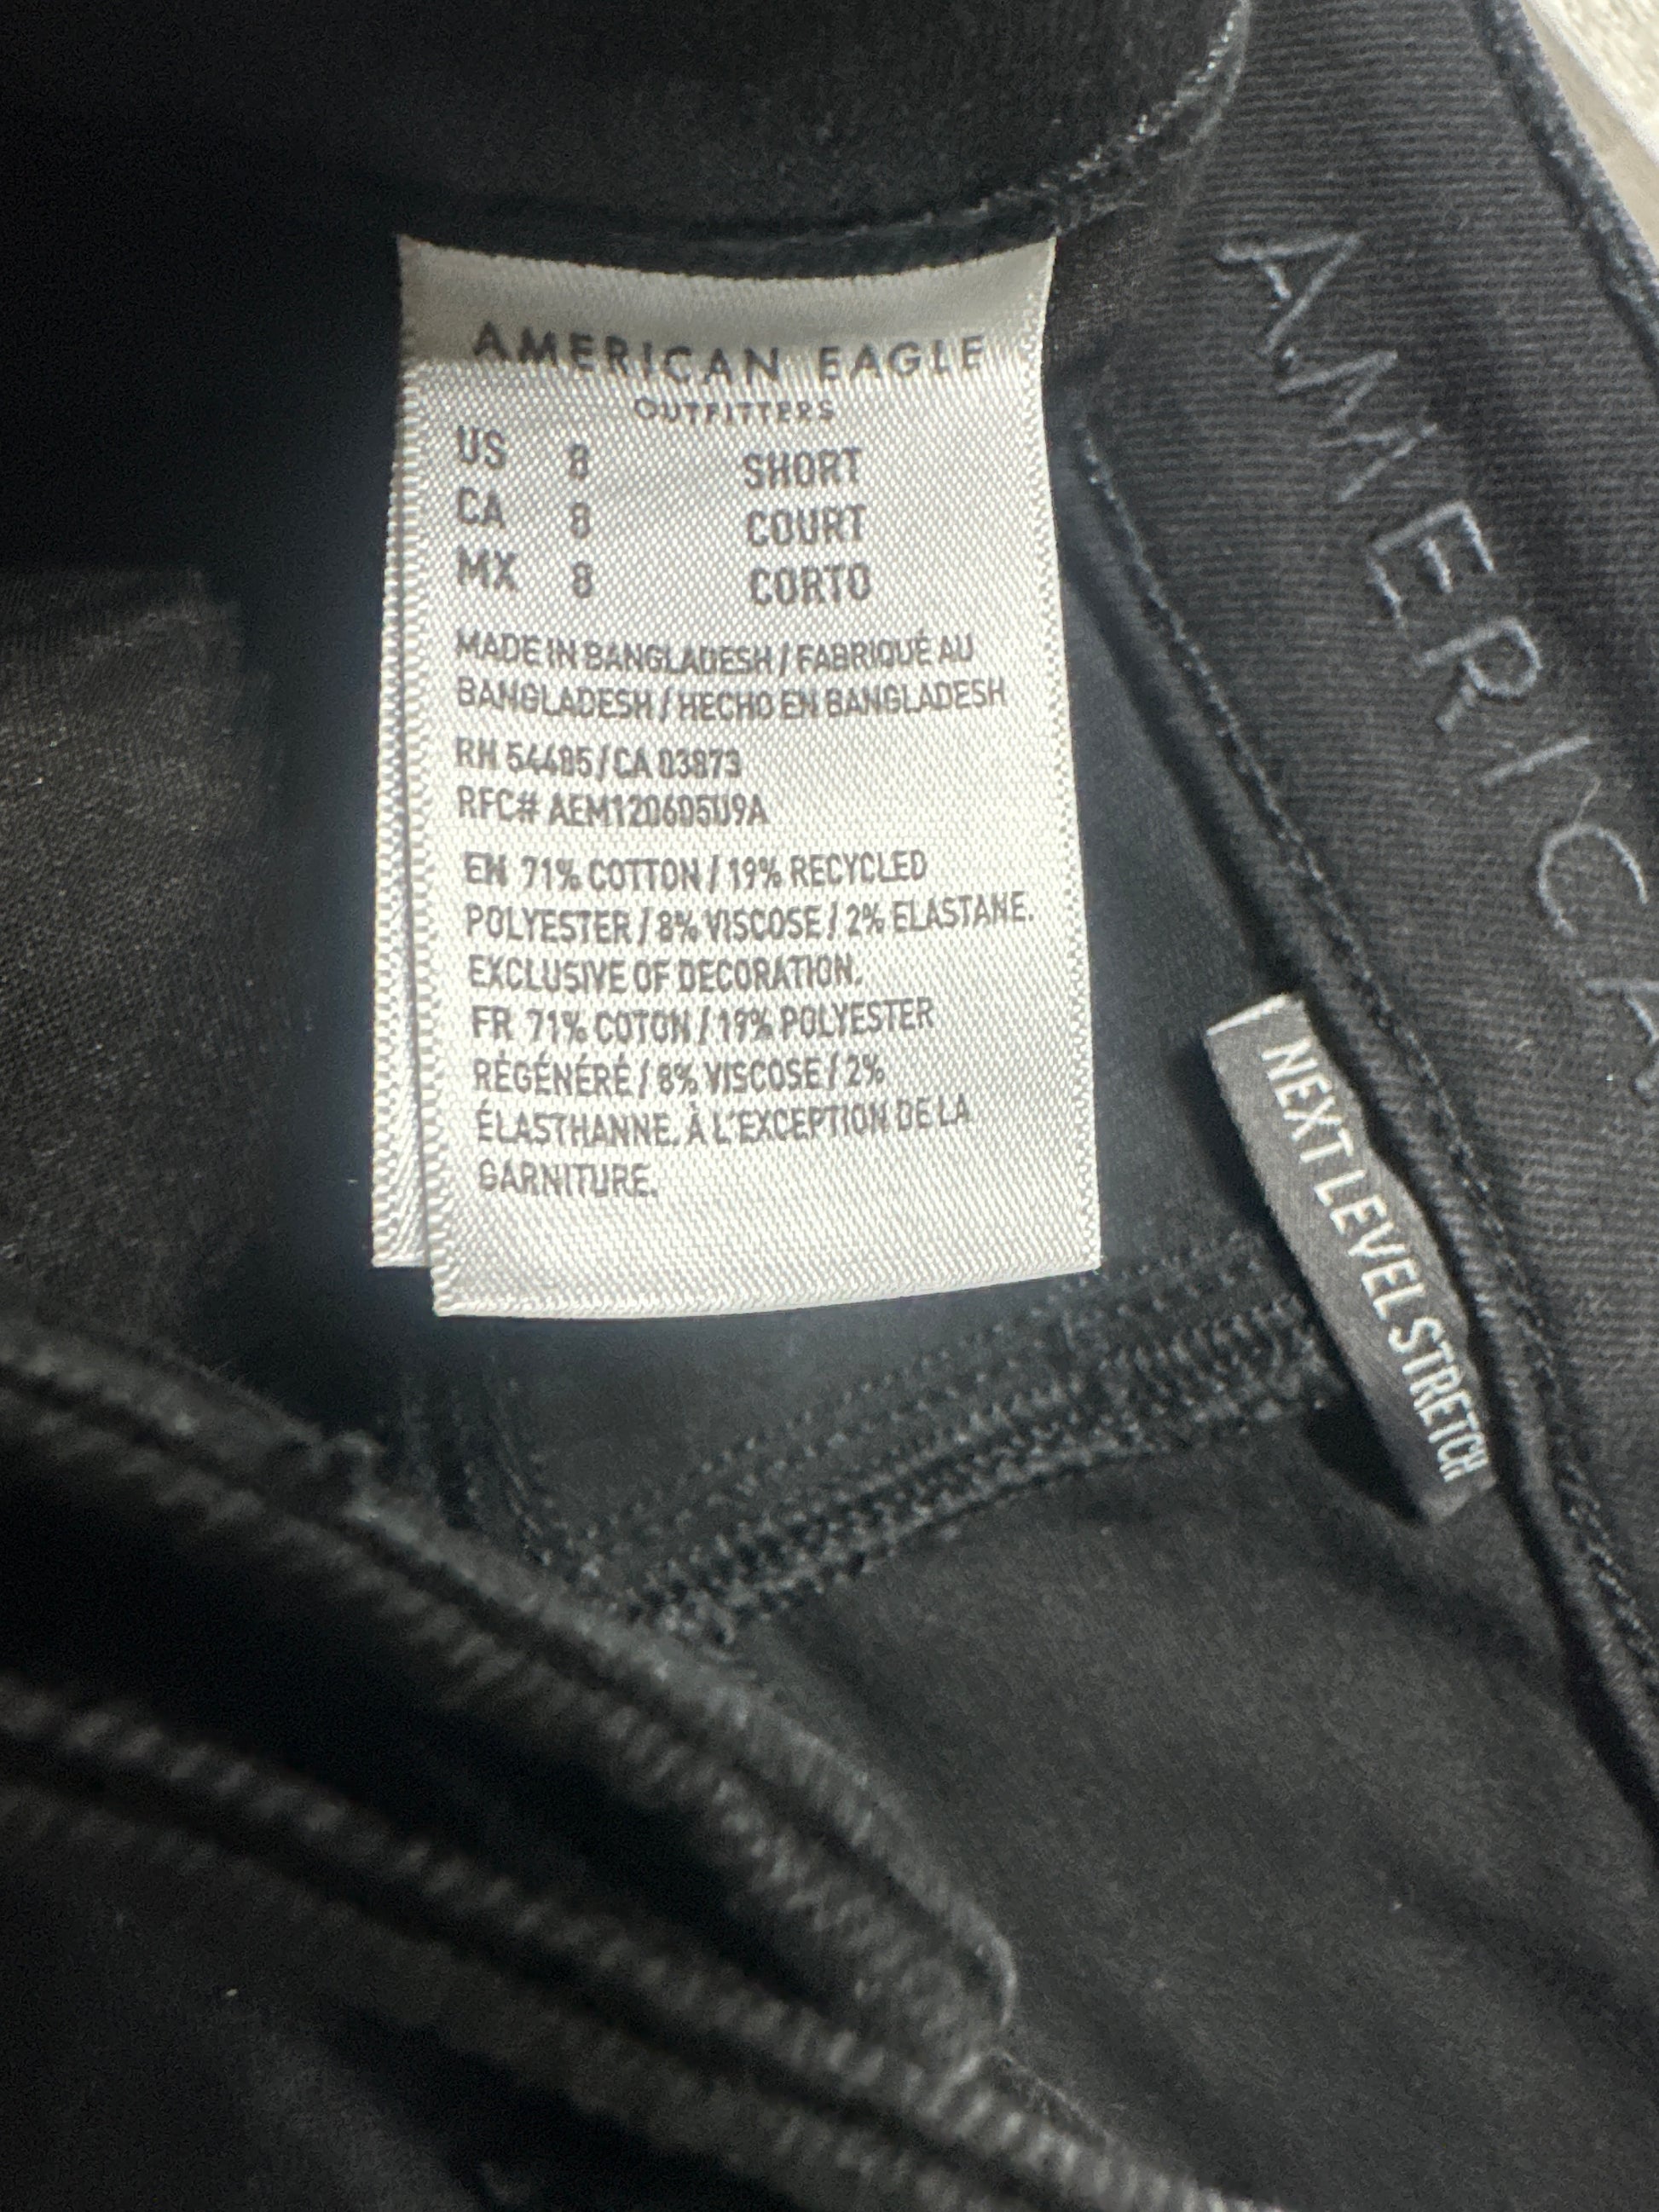 AMERICAN EAGLE
OUTFITTERS
US 8 SHORT
CA 8 COURT
MX 8 CORTO
MADE IN BANGLADESH / FABRIQUÉ AU
BANGLADESH / HECHO EN BANGLADESH
RH 54485 / CA 03873
RFC# AEM120605U9A
EN 71% COTTON / 19% RECYCLED
POLYESTER / 8% VISCOSE / 2% ELASTANE.
EXCLUSIVE OF DECORATION.
FR 71% COTON / 19% POLYESTER
RÉGÉNÉRÉ / 8% VISCOSE / 2%
ÉLASTHANNE. À L'EXCEPTION DE LA
GARNITURE.
NEXT LEVEL STRETCH
AMERICA